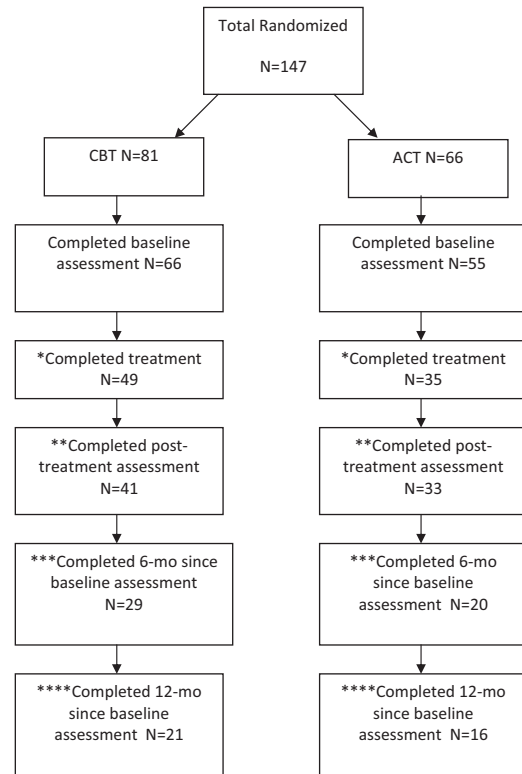 Total Randomized
N=147
CBT N=81
ACT N=66
Completed baseline
assessment N=66
Completed baseline
assessment N=55
*Completed treatment
N=49
*Completed treatment
N=35
**Completed post-
treatment assessment
N=41
**Completed post-
treatment assessment
N=33
***Completed 6-mo since
baseline assessment
N=29
***Completed 6-mo
since baseline
assessment N=20
****Completed 12-mo
since baseline
assessment N=21
****Completed 12-mo
since baseline
assessment N=16